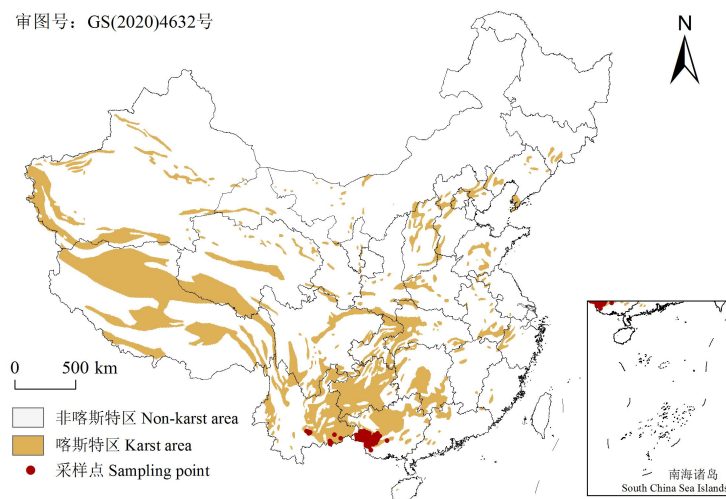 审图号：GS(2020)4632号
N
0 500 km
非喀斯特区 Non-karst area
喀斯特区 Karst area
采样点 Sampling point
南海诸岛
South China Sea Islands